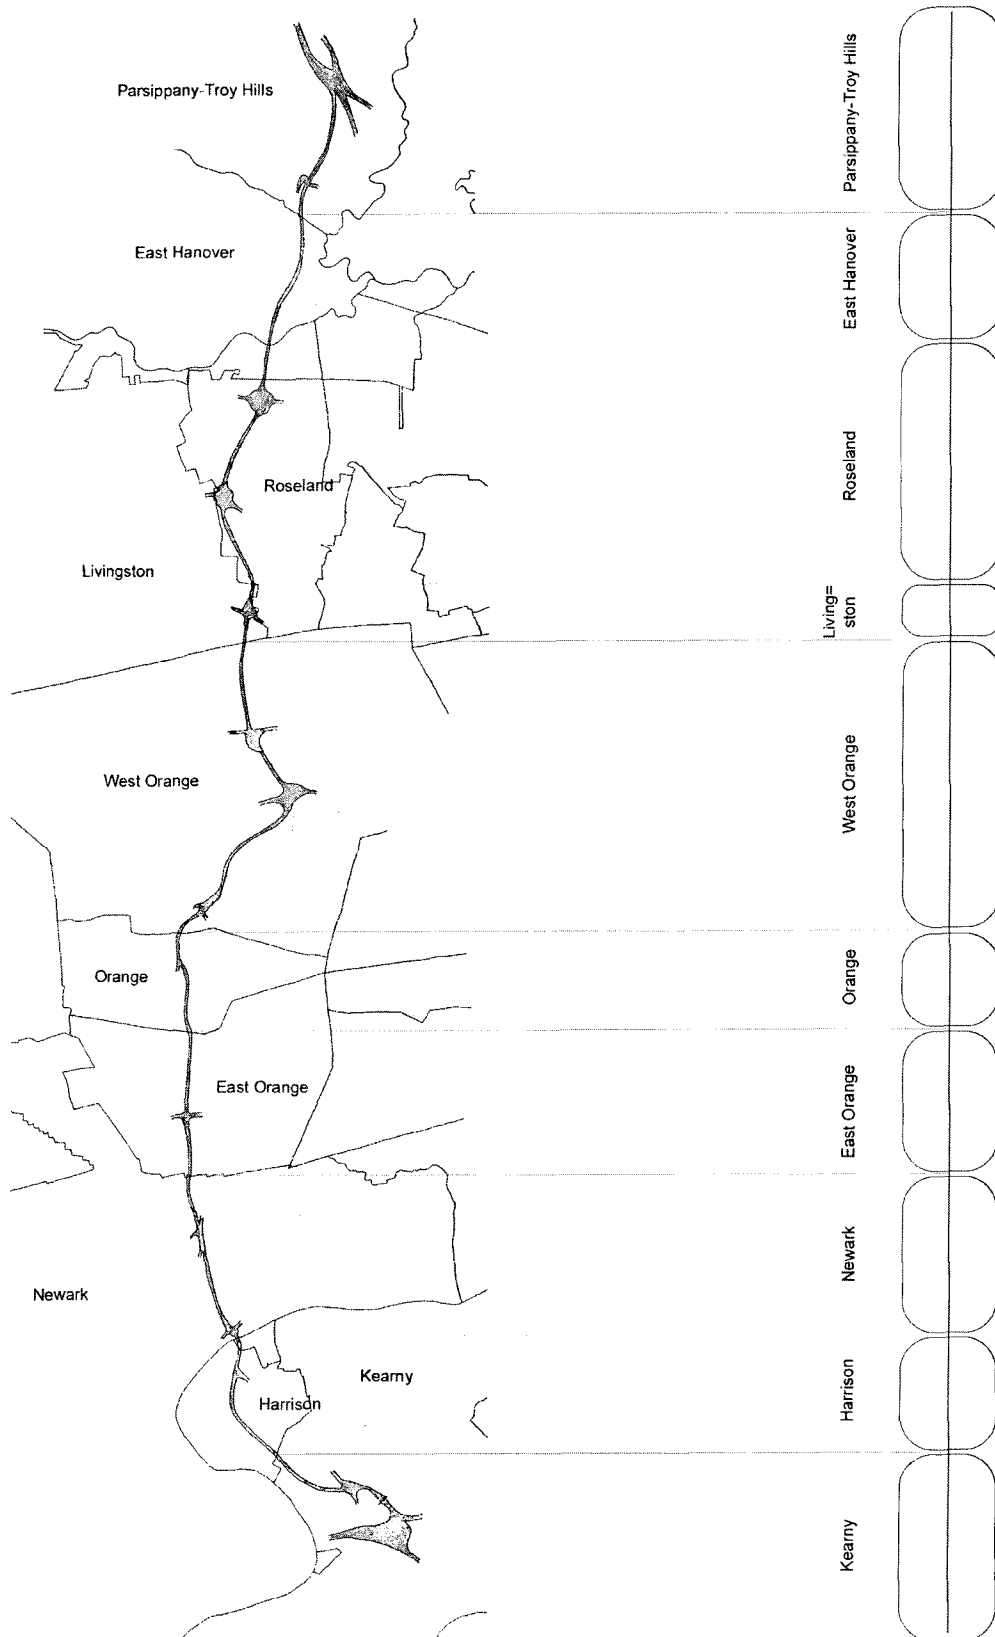 Parsippany-Troy Hills
East Hanover
Roseland
Livingston
West Orange
Orange
East Orange
Newark
Kearny
Harrison
Parsippany-Troy Hills
East Hanover
Roseland
Living=
ston
West Orange
Orange
East Orange
Newark
Harrison
Kearny